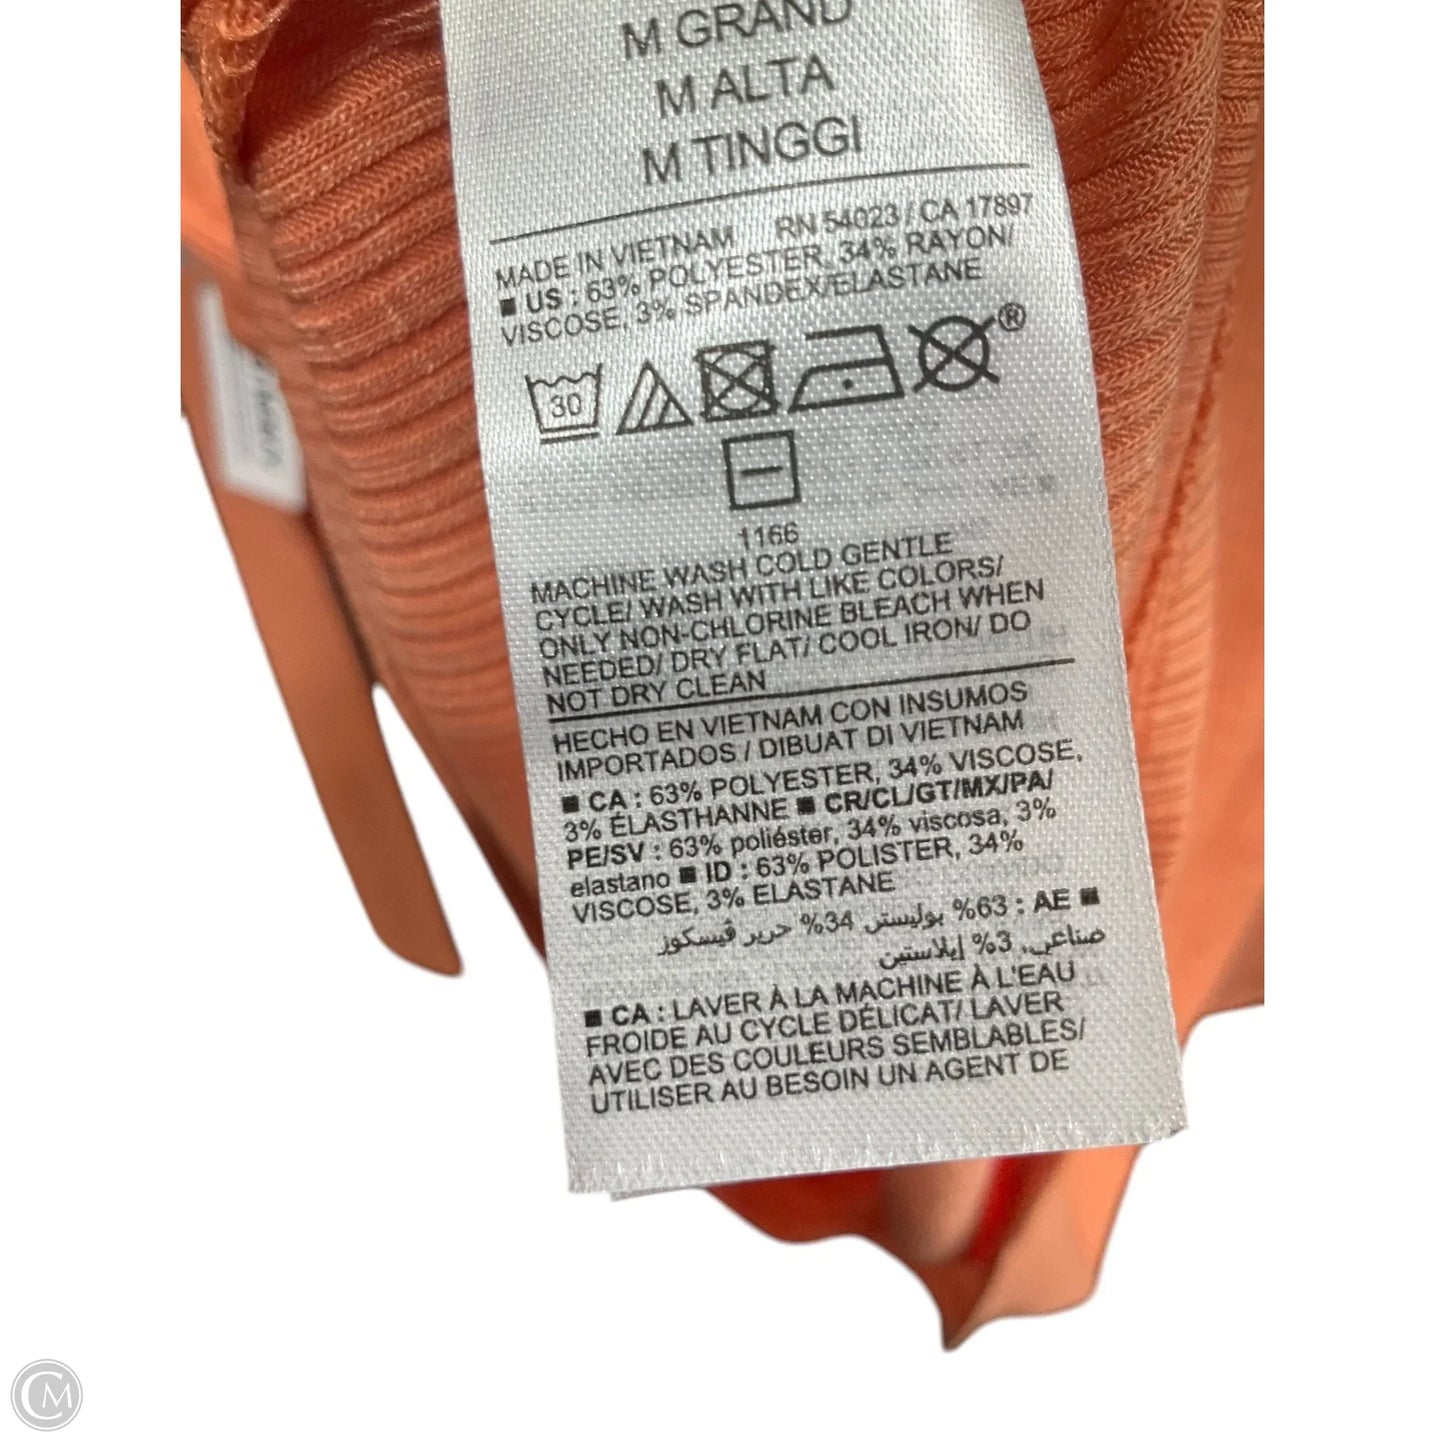 M GRAND
M ALTA
M TINGGI
MADE IN VIETNAM RN 54023 / CA 17897
■ US : 63% POLYESTER, 34% RAYON/
VISCOSE, 3% SPANDEX/ELASTANE
30
®
1166
MACHINE WASH COLD GENTLE
CYCLE/ WASH WITH LIKE COLORS/
ONLY NON-CHLORINE BLEACH WHEN
NEEDED/ DRY FLAT/ COOL IRON/ DO
NOT DRY CLEAN
HECHO EN VIETNAM CON INSUMOS
IMPORTADOS / DIBUAT DI VIETNAM
■ CA : 63% POLYESTER, 34% VISCOSE,
3% ÉLASTHANNE ■ CR/CL/GT/MX/PA/
PE/SV : 63% poliéster, 34% viscosa, 3%
elastano ■ ID : 63% POLISTER, 34%
VISCOSE, 3% ELASTANE
■ AE : 63% بوليستر 34% حرير ڤيسكوز
صناعي, 3% إيلاستين
■ CA : LAVER À LA MACHINE À L'EAU
FROIDE AU CYCLE DÉLICAT/ LAVER
AVEC DES COULEURS SEMBLABLES/
UTILISER AU BESOIN UN AGENT DE
CM